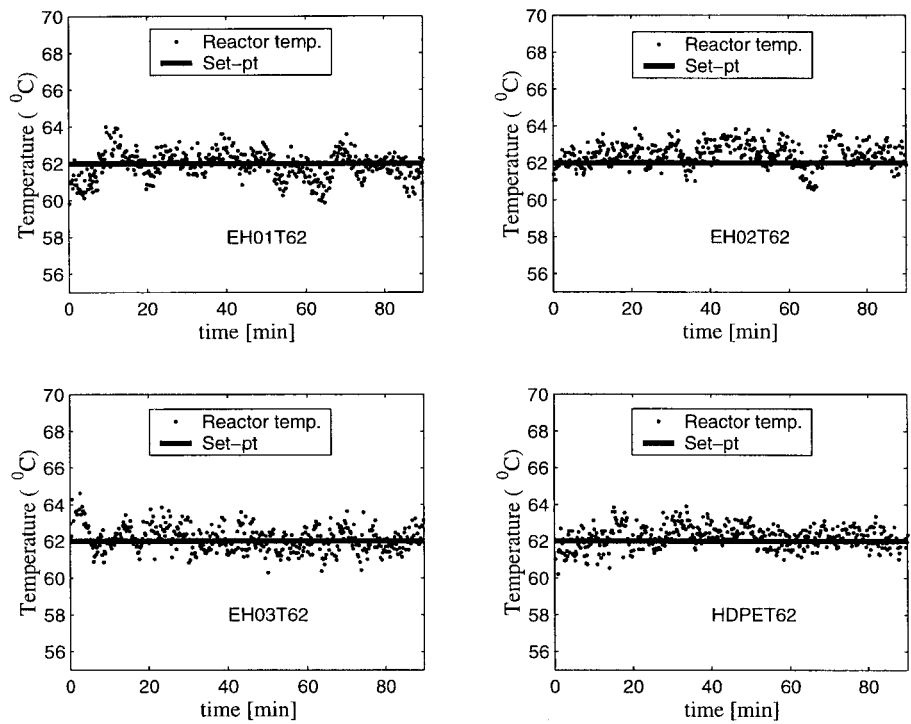 70
68
66
64
62
60
58
56
Temperature ( ⁰C)
Reactor temp.
Set-pt
EH01T62
0 20 40 60 80
time [min]
70
68
66
64
62
60
58
56
Temperature ( ⁰C)
Reactor temp.
Set-pt
EH02T62
0 20 40 60 80
time [min]
70
68
66
64
62
60
58
56
Temperature ( ⁰C)
Reactor temp.
Set-pt
EH03T62
0 20 40 60 80
time [min]
70
68
66
64
62
60
58
56
Temperature ( ⁰C)
Reactor temp.
Set-pt
HDPET62
0 20 40 60 80
time [min]